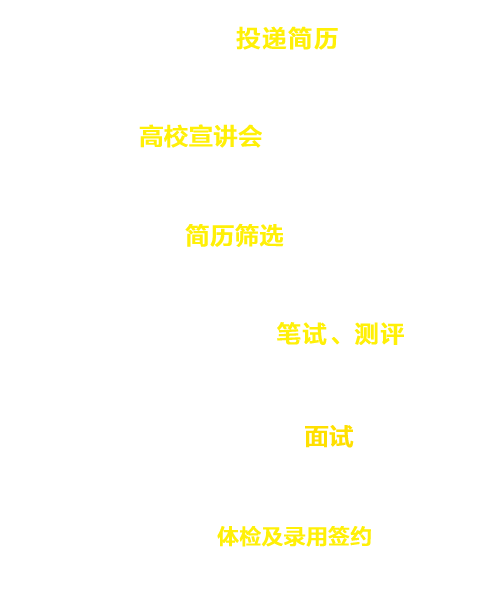 投递简历
高校宣讲会
简历筛选
笔试、测评
面试
体检及录用签约